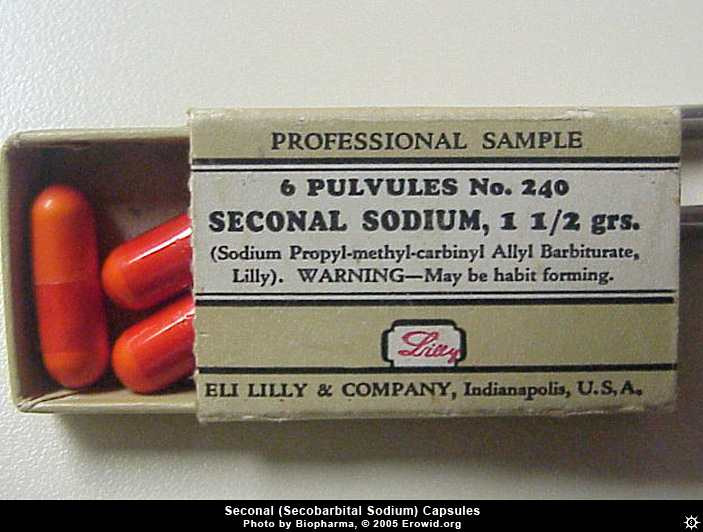 PROFESSIONAL SAMPLE
6 PULVULES No. 240
SECONAL SODIUM, 1 1/2 grs.
(Sodium Propyl-methyl-carbinyl Allyl Barbiturate,
Lilly). WARNING—May be habit forming.
Lilly
ELI LILLY & COMPANY, Indianapolis, U.S.A.
Seconal (Secobarbital Sodium) Capsules
Photo by Biopharma, © 2005 Erowid.org